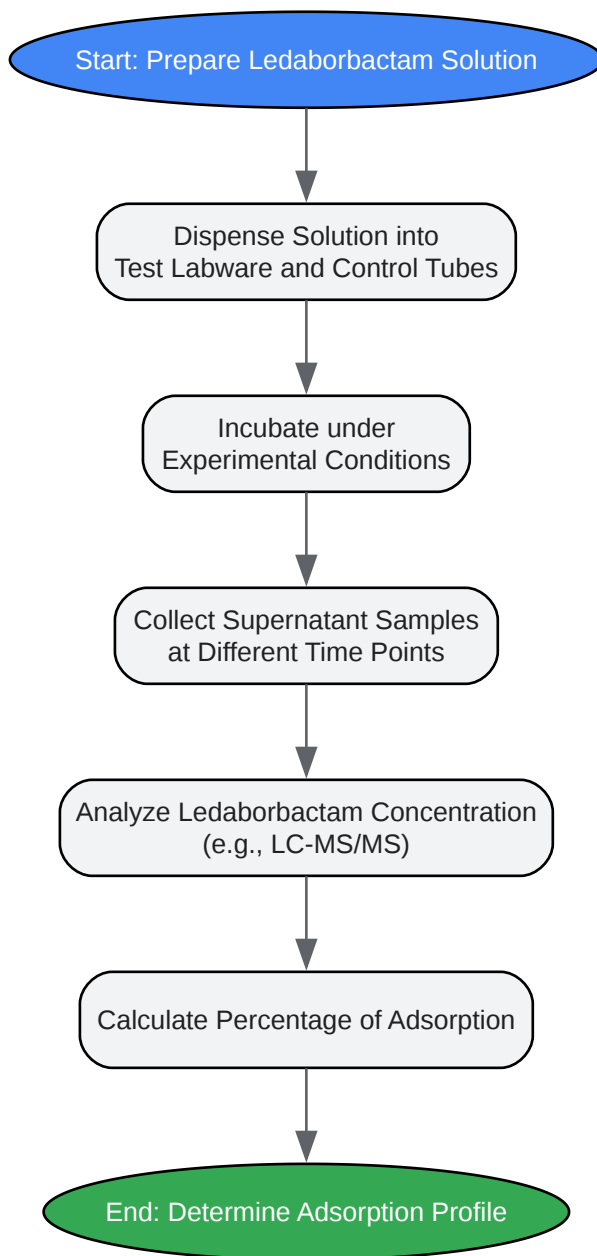 Start: Prepare Ledaborbactam Solution
Dispense Solution into
Test Labware and Control Tubes
Incubate under
Experimental Conditions
Collect Supernatant Samples
at Different Time Points
Analyze Ledaborbactam Concentration
(e.g., LC-MS/MS)
Calculate Percentage of Adsorption
End: Determine Adsorption Profile